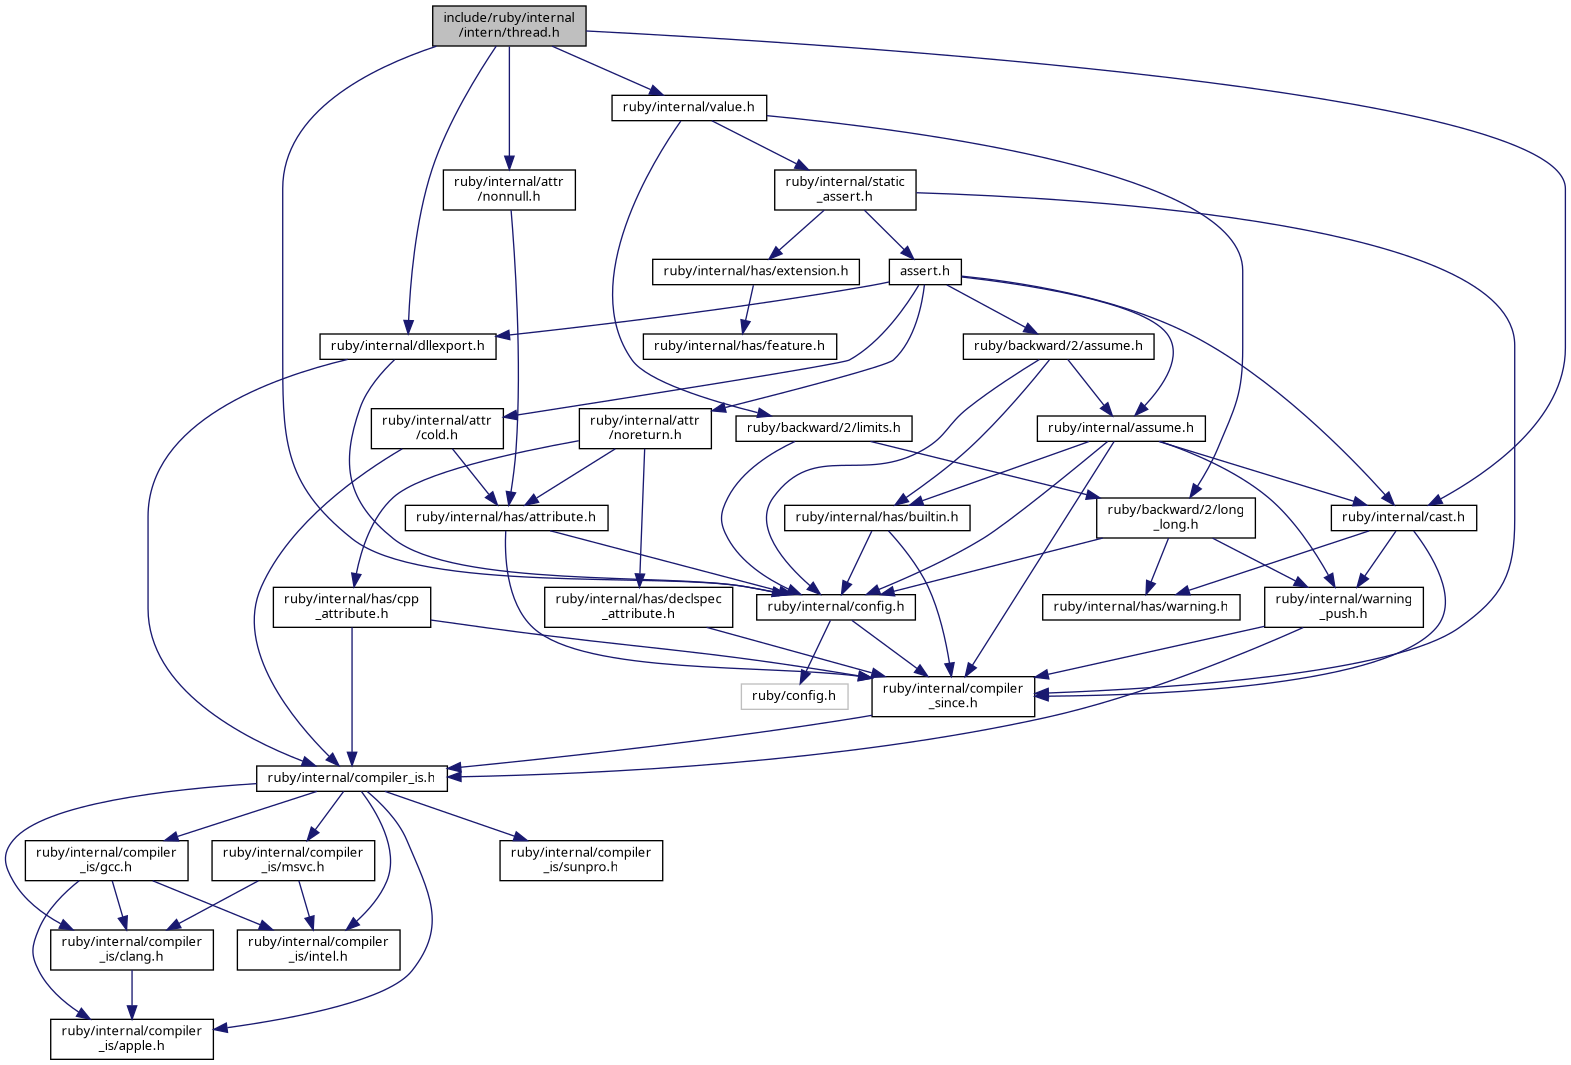 include/ruby/internal
/intern/thread.h
ruby/internal/value.h
ruby/internal/attr
/nonnull.h
ruby/internal/static
_assert.h
ruby/internal/has/extension.h
assert.h
ruby/internal/dllexport.h
ruby/internal/has/feature.h
ruby/backward/2/assume.h
ruby/internal/attr
/cold.h
ruby/internal/attr
/noreturn.h
ruby/backward/2/limits.h
ruby/internal/assume.h
ruby/internal/has/attribute.h
ruby/internal/has/builtin.h
ruby/backward/2/long
_long.h
ruby/internal/cast.h
ruby/internal/has/cpp
_attribute.h
ruby/internal/has/declspec
_attribute.h
ruby/internal/config.h
ruby/internal/has/warning.h
ruby/internal/warning
_push.h
ruby/config.h
ruby/internal/compiler
_since.h
ruby/internal/compiler_is.h
ruby/internal/compiler
_is/gcc.h
ruby/internal/compiler
_is/msvc.h
ruby/internal/compiler
_is/sunpro.h
ruby/internal/compiler
_is/clang.h
ruby/internal/compiler
_is/intel.h
ruby/internal/compiler
_is/apple.h